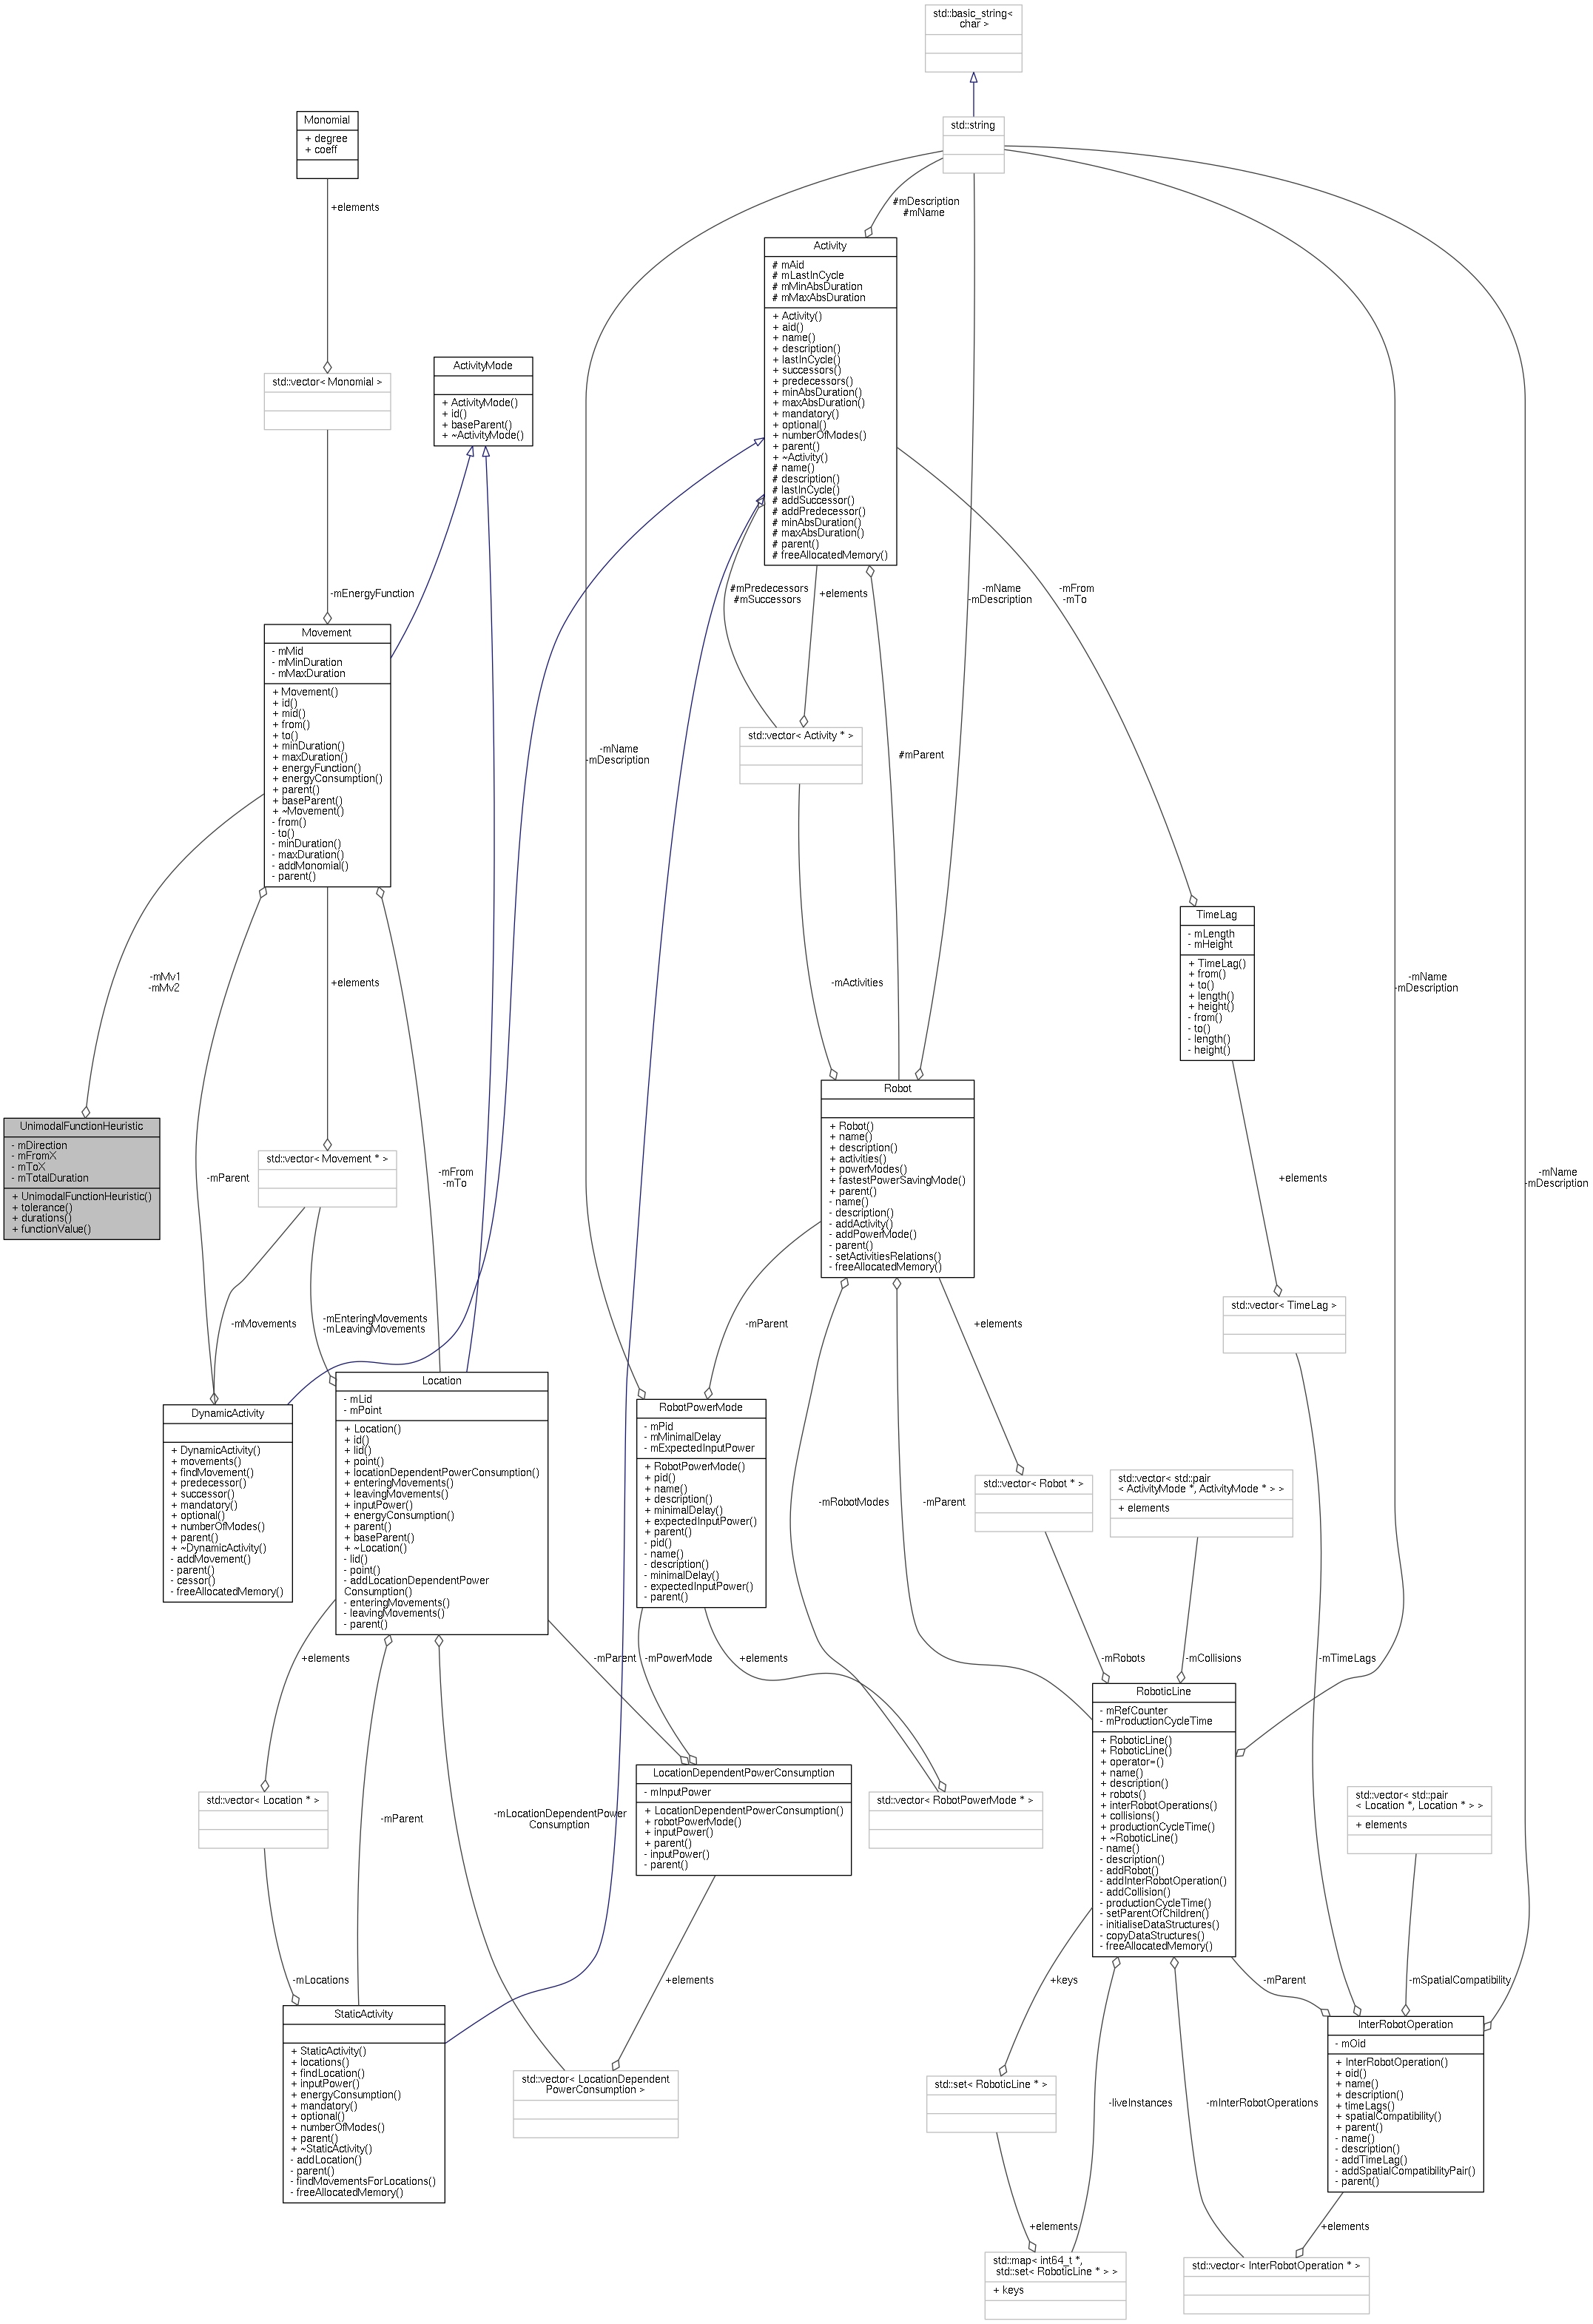 std::basic_string<
char >
std::string
Monomial
+ degree
+ coeff
+elements
#mDescription
#mName
Activity
# mAid
# mLastInCycle
# mMinAbsDuration
# mMaxAbsDuration
+ Activity()
+ aid()
+ name()
+ description()
+ lastInCycle()
+ successors()
+ predecessors()
+ minAbsDuration()
+ maxAbsDuration()
+ mandatory()
+ optional()
+ numberOfModes()
+ parent()
+ ~Activity()
# name()
# description()
# lastInCycle()
# addSuccessor()
# addPredecessor()
# minAbsDuration()
# maxAbsDuration()
# parent()
# freeAllocatedMemory()
std::vector< Monomial >
ActivityMode
+ ActivityMode()
+ id()
+ baseParent()
+ ~ActivityMode()
-mEnergyFunction
#mPredecessors
#mSuccessors
+elements
-mName
-mDescription
-mFrom
-mTo
Movement
- mMid
- mMinDuration
- mMaxDuration
+ Movement()
+ id()
+ mid()
+ from()
+ to()
+ minDuration()
+ maxDuration()
+ energyFunction()
+ energyConsumption()
+ parent()
+ baseParent()
+ ~Movement()
- from()
- to()
- minDuration()
- maxDuration()
- addMonomial()
- parent()
std::vector< Activity * >
-mName
-mDescription
#mParent
TimeLag
- mLength
- mHeight
+ TimeLag()
+ from()
+ to()
+ length()
+ height()
- from()
- to()
- length()
- height()
-mMv1
-mMv2
+elements
-mActivities
-mName
-mDescription
UnimodalFunctionHeuristic
- mDirection
- mFromX
- mToX
- mTotalDuration
+ UnimodalFunctionHeuristic()
+ tolerance()
+ durations()
+ functionValue()
Robot
+ Robot()
+ name()
+ description()
+ activities()
+ powerModes()
+ fastestPowerSavingMode()
+ parent()
- name()
- description()
- addActivity()
- addPowerMode()
- parent()
- setActivitiesRelations()
- freeAllocatedMemory()
std::vector< Movement * >
-mParent
-mFrom
-mTo
+elements
-mName
-mDescription
std::vector< TimeLag >
-mMovements
-mEnteringMovements
-mLeavingMovements
-mParent
+elements
DynamicActivity
+ DynamicActivity()
+ movements()
+ findMovement()
+ predecessor()
+ successor()
+ mandatory()
+ optional()
+ numberOfModes()
+ parent()
+ ~DynamicActivity()
- addMovement()
- parent()
- cessor()
- freeAllocatedMemory()
Location
- mLid
- mPoint
+ Location()
+ id()
+ lid()
+ point()
+ locationDependentPowerConsumption()
+ enteringMovements()
+ leavingMovements()
+ inputPower()
+ energyConsumption()
+ parent()
+ baseParent()
+ ~Location()
- lid()
- point()
- addLocationDependentPower
Consumption()
- enteringMovements()
- leavingMovements()
- parent()
RobotPowerMode
- mPid
- mMinimalDelay
- mExpectedInputPower
+ RobotPowerMode()
+ pid()
+ name()
+ description()
+ minimalDelay()
+ expectedInputPower()
+ parent()
- pid()
- name()
- description()
- minimalDelay()
- expectedInputPower()
- parent()
-mRobotModes
-mParent
std::vector< Robot * >
std::vector< std::pair
< ActivityMode *, ActivityMode * > >
+ elements
+elements
-mParent
-mPowerMode
+elements
-mRobots
-mCollisions
-mTimeLags
RoboticLine
- mRefCounter
- mProductionCycleTime
+ RoboticLine()
+ RoboticLine()
+ operator=()
+ name()
+ description()
+ robots()
+ interRobotOperations()
+ collisions()
+ productionCycleTime()
+ ~RoboticLine()
- name()
- description()
- addRobot()
- addInterRobotOperation()
- addCollision()
- productionCycleTime()
- setParentOfChildren()
- initialiseDataStructures()
- copyDataStructures()
- freeAllocatedMemory()
std::vector< Location * >
-mParent
-mLocationDependentPower
Consumption
LocationDependentPowerConsumption
- mInputPower
+ LocationDependentPowerConsumption()
+ robotPowerMode()
+ inputPower()
+ parent()
- inputPower()
- parent()
std::vector< RobotPowerMode * >
std::vector< std::pair
< Location *, Location * > >
+ elements
-mLocations
+elements
+keys
-mParent
-mSpatialCompatibility
StaticActivity
+ StaticActivity()
+ locations()
+ findLocation()
+ inputPower()
+ energyConsumption()
+ mandatory()
+ optional()
+ numberOfModes()
+ parent()
+ ~StaticActivity()
- addLocation()
- parent()
- findMovementsForLocations()
- freeAllocatedMemory()
std::vector< LocationDependent
PowerConsumption >
std::set< RoboticLine * >
-liveInstances
-mInterRobotOperations
InterRobotOperation
- mOid
+ InterRobotOperation()
+ oid()
+ name()
+ description()
+ timeLags()
+ spatialCompatibility()
+ parent()
- name()
- description()
- addTimeLag()
- addSpatialCompatibilityPair()
- parent()
+elements
+elements
std::map< int64_t *,
std::set< RoboticLine * > >
+ keys
std::vector< InterRobotOperation * >